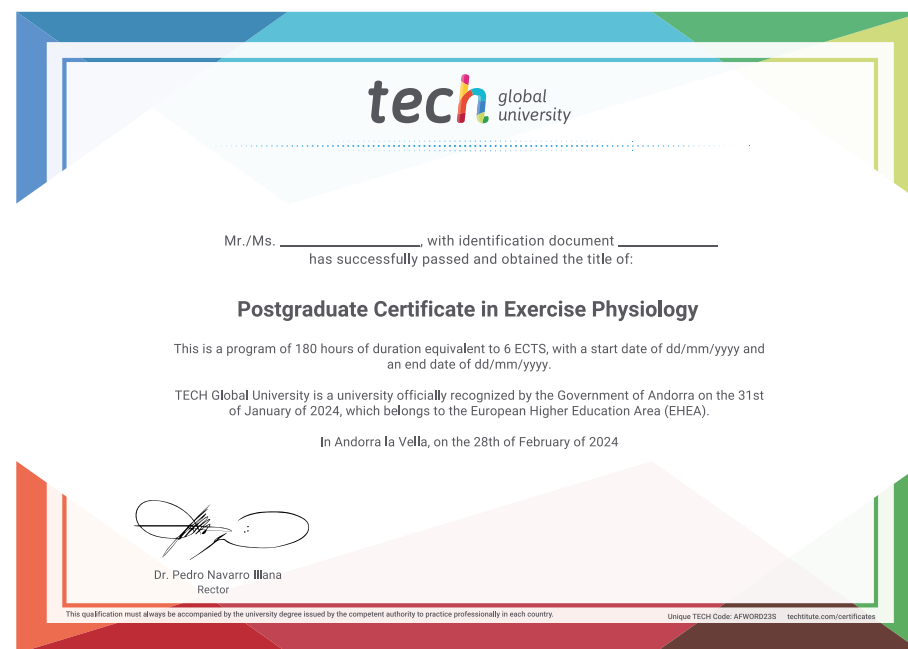 tech global university
Mr./Ms. ____________, with identification document ____________
has successfully passed and obtained the title of:
Postgraduate Certificate in Exercise Physiology
This is a program of 180 hours of duration equivalent to 6 ECTS, with a start date of dd/mm/yyyy and
an end date of dd/mm/yyyy.
TECH Global University is a university officially recognized by the Government of Andorra on the 31st
of January of 2024, which belongs to the European Higher Education Area (EHEA).
In Andorra la Vella, on the 28th of February of 2024
Dr. Pedro Navarro Illana
Rector
This qualification must always be accompanied by the university degree issued by the competent authority to practice professionally in each country.
Unique TECH Code: AFWORD23S techtitute.com/certificates